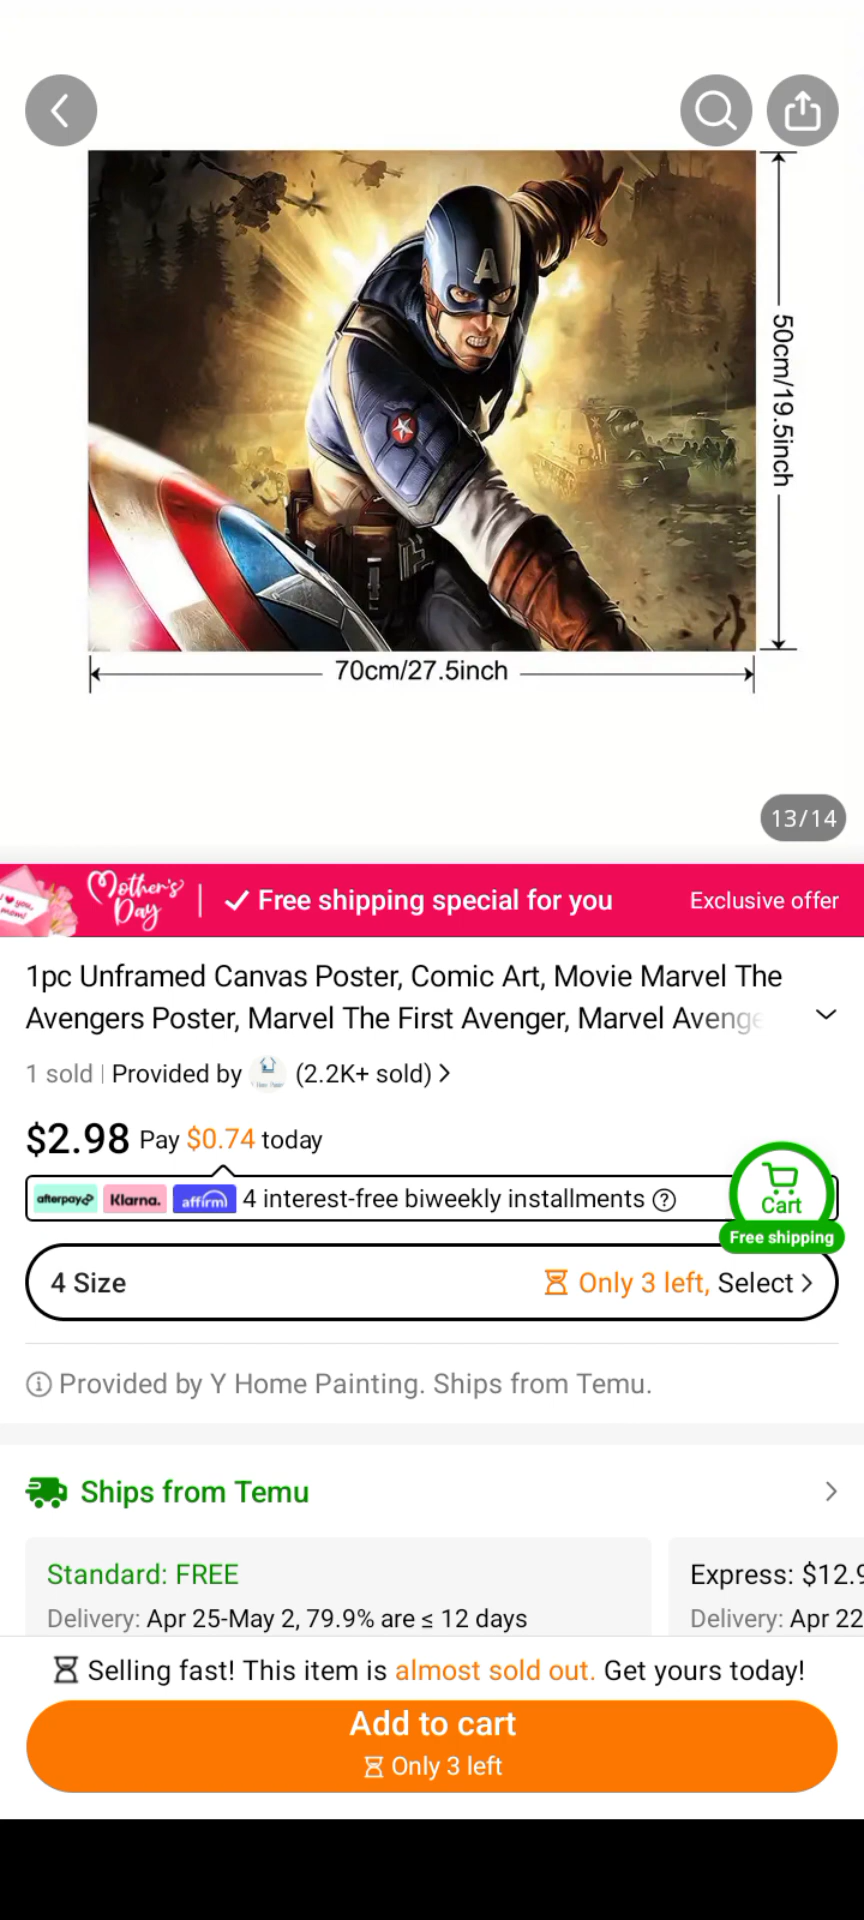 A
50cm/19.5inch
70cm/27.5inch
13/14
I ♥ you, mom!
Mother's Day | ✓ Free shipping special for you Exclusive offer
1pc Unframed Canvas Poster, Comic Art, Movie Marvel The
Avengers Poster, Marvel The First Avenger, Marvel Avenge
1 sold | Provided by (2.2K+ sold) >
$2.98 Pay $0.74 today
afterpay Klarna. affirm 4 interest-free biweekly installments
Cart
Free shipping
4 Size Only 3 left, Select >
Provided by Y Home Painting. Ships from Temu.
Ships from Temu >
Standard: FREE
Delivery: Apr 25-May 2, 79.9% are ≤ 12 days
Express: $12.9
Delivery: Apr 22
Selling fast! This item is almost sold out. Get yours today!
Add to cart
Only 3 left